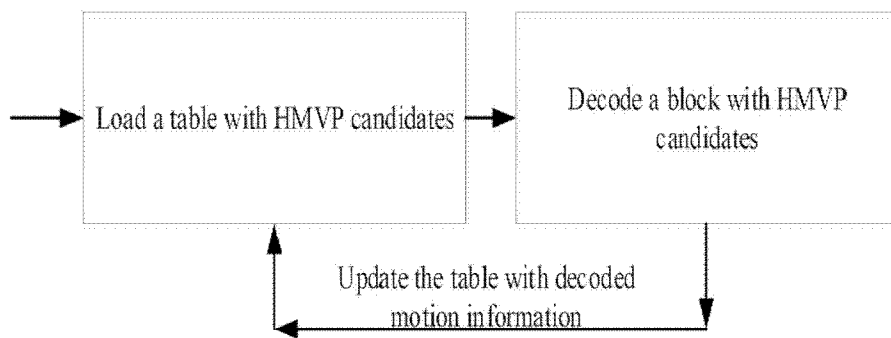 Load a table with HMVP candidates
Decode a block with HMVP
candidates
Update the table with decoded
motion information